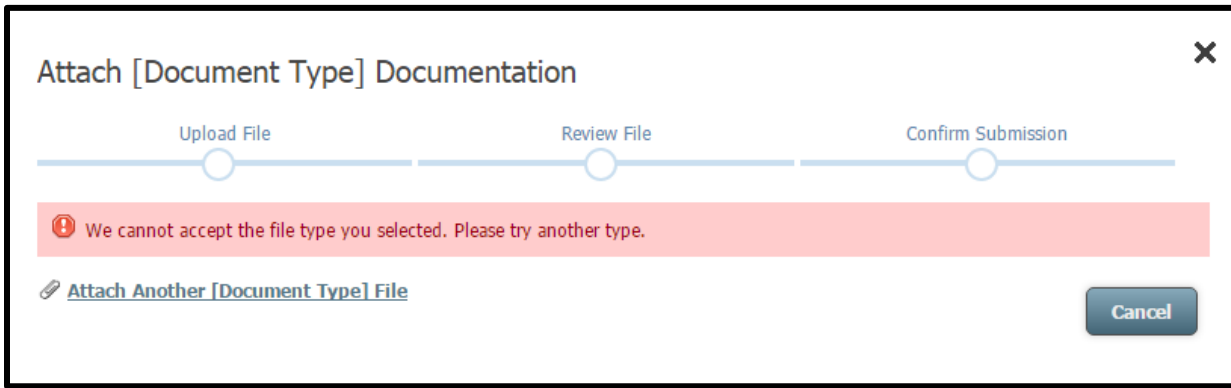 Attach [Document Type] Documentation
Upload File
Review File
Confirm Submission
We cannot accept the file type you selected. Please try another type.
Attach Another [Document Type] File
Cancel